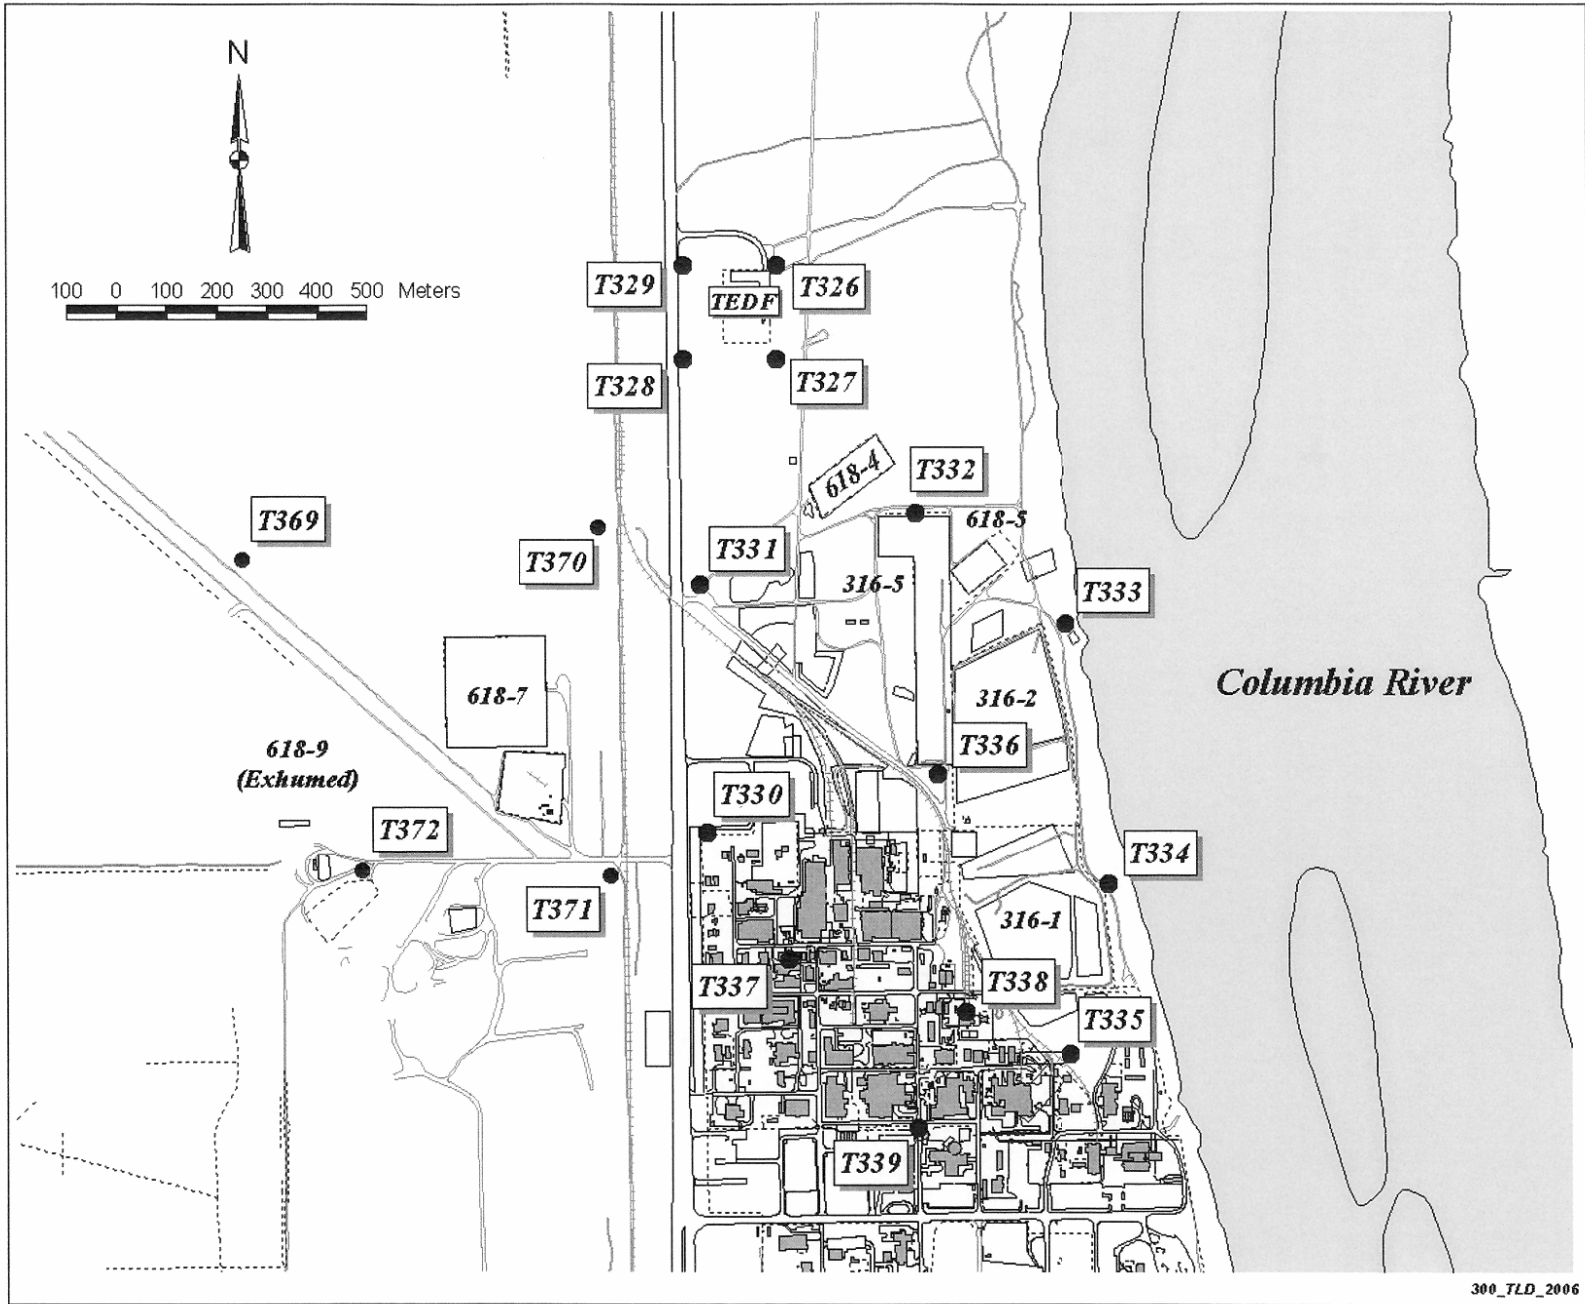 N
100 0 100 200 300 400 500 Meters
T329
T326
TEDF
T328
T327
618-4
T332
T369
618-5
T370
T331
316-5
T333
618-7
316-2
Columbia River
T336
618-9
(Exhumed)
T330
T372
T334
T371
316-1
T337
T338
T335
T339
300_TLD_2006